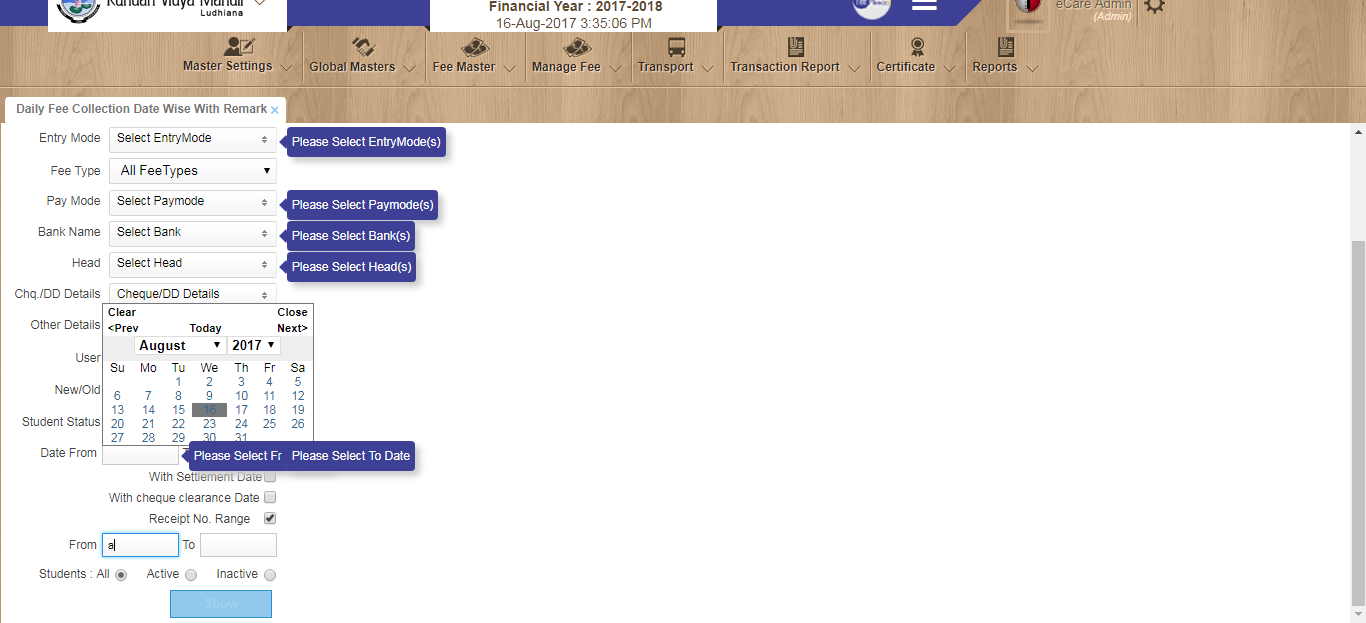 Kundan Vidya Mandir
Ludhiana
Financial Year : 2017-2018
16-Aug-2017 3:35:06 PM
eCare Admin
(Admin)
Master Settings
Global Masters
Fee Master
Manage Fee
Transport
Transaction Report
Certificate
Reports
Daily Fee Collection Date Wise With Remark ×
Entry Mode Select EntryMode Please Select EntryMode(s)
Fee Type All FeeTypes
Pay Mode Select Paymode Please Select Paymode(s)
Bank Name Select Bank Please Select Bank(s)
Head Select Head Please Select Head(s)
Chq./DD Details Cheque/DD Details
Other Details
User
New/Old
Student Status
Clear Close
<Prev Today Next>
August 2017
Su Mo Tu We Th Fr Sa
1 2 3 4 5
6 7 8 9 10 11 12
13 14 15 16 17 18 19
20 21 22 23 24 25 26
27 28 29 30 31
Date From Please Select Fr Please Select To Date
With Settlement Date
With cheque clearance Date
Receipt No. Range
From a To
Students : All Active Inactive
Show